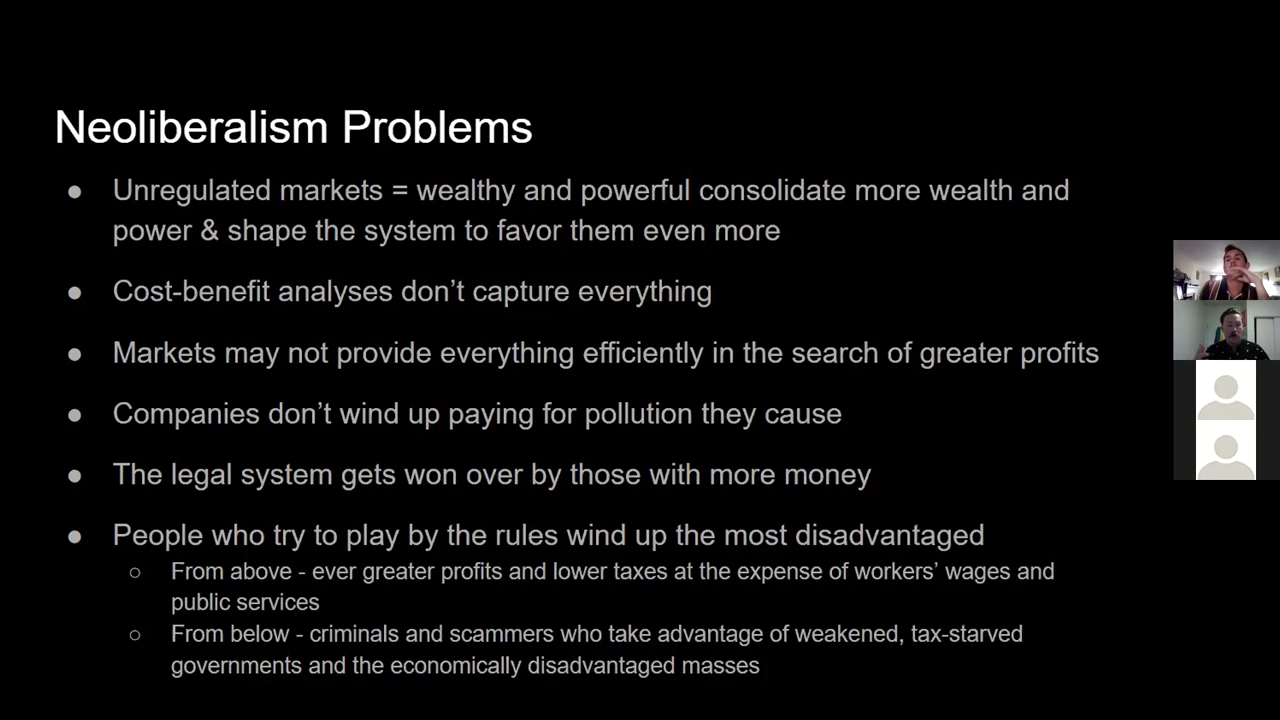 Neoliberalism Problems
● Unregulated markets = wealthy and powerful consolidate more wealth and
power & shape the system to favor them even more
● Cost-benefit analyses don’t capture everything
● Markets may not provide everything efficiently in the search of greater profits
● Companies don’t wind up paying for pollution they cause
● The legal system gets won over by those with more money
● People who try to play by the rules wind up the most disadvantaged
○ From above - ever greater profits and lower taxes at the expense of workers’ wages and
public services
○ From below - criminals and scammers who take advantage of weakened, tax-starved
governments and the economically disadvantaged masses